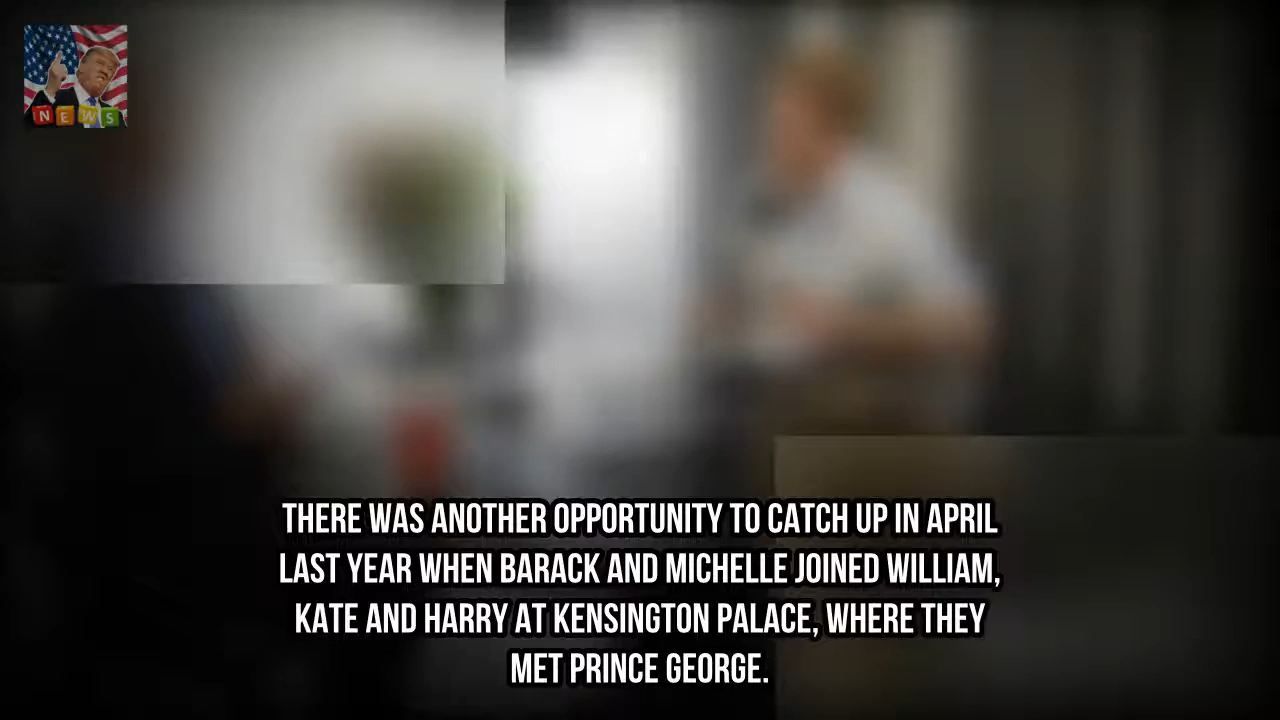 NEWS
THERE WAS ANOTHER OPPORTUNITY TO CATCH UP IN APRIL
LAST YEAR WHEN BARACK AND MICHELLE JOINED WILLIAM,
KATE AND HARRY AT KENSINGTON PALACE, WHERE THEY
MET PRINCE GEORGE.